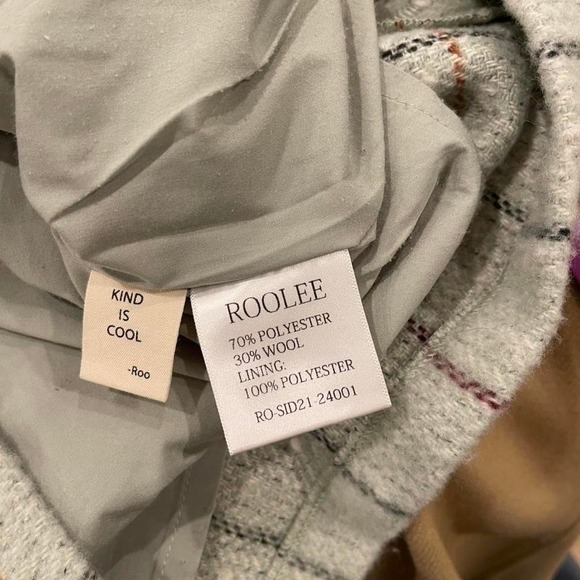 KIND
IS
COOL
-Roo
ROOLEE
70% POLYESTER
30% WOOL
LINING:
100% POLYESTER
RO-SID21-24001